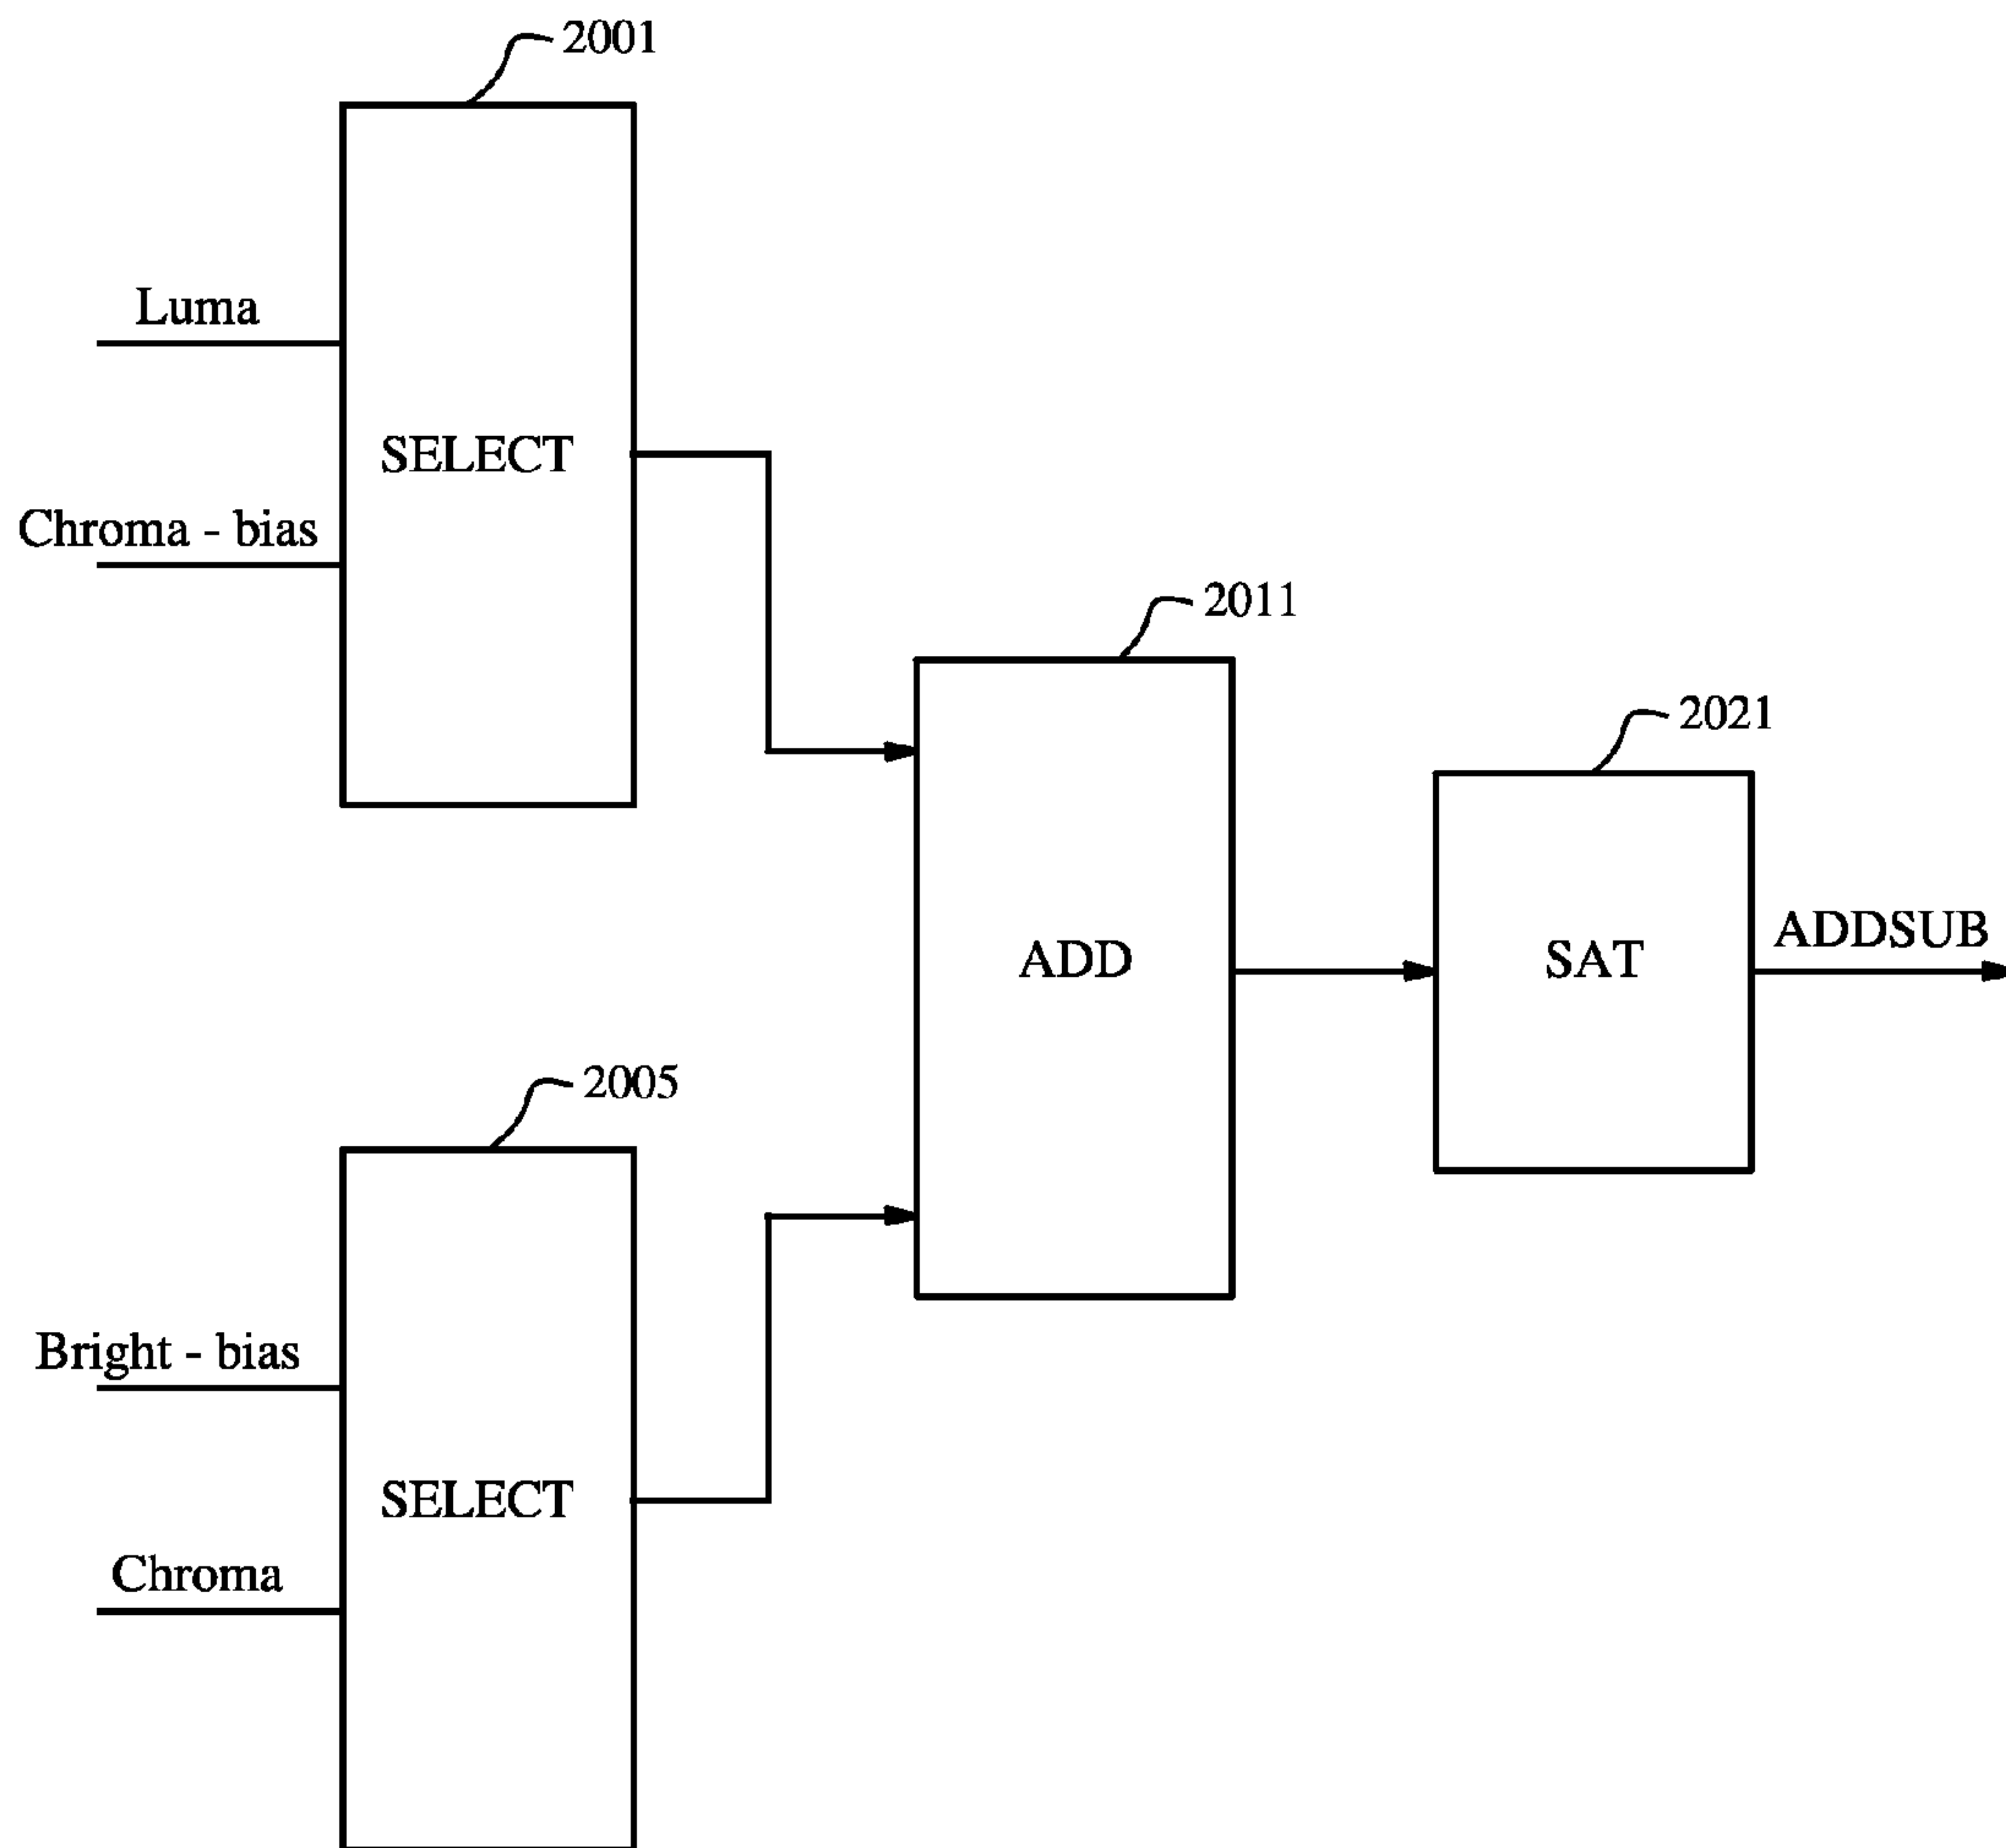 2001
Luma
SELECT
Chroma - bias
2011
2021
ADD
SAT
ADDSUB
2005
Bright - bias
SELECT
Chroma